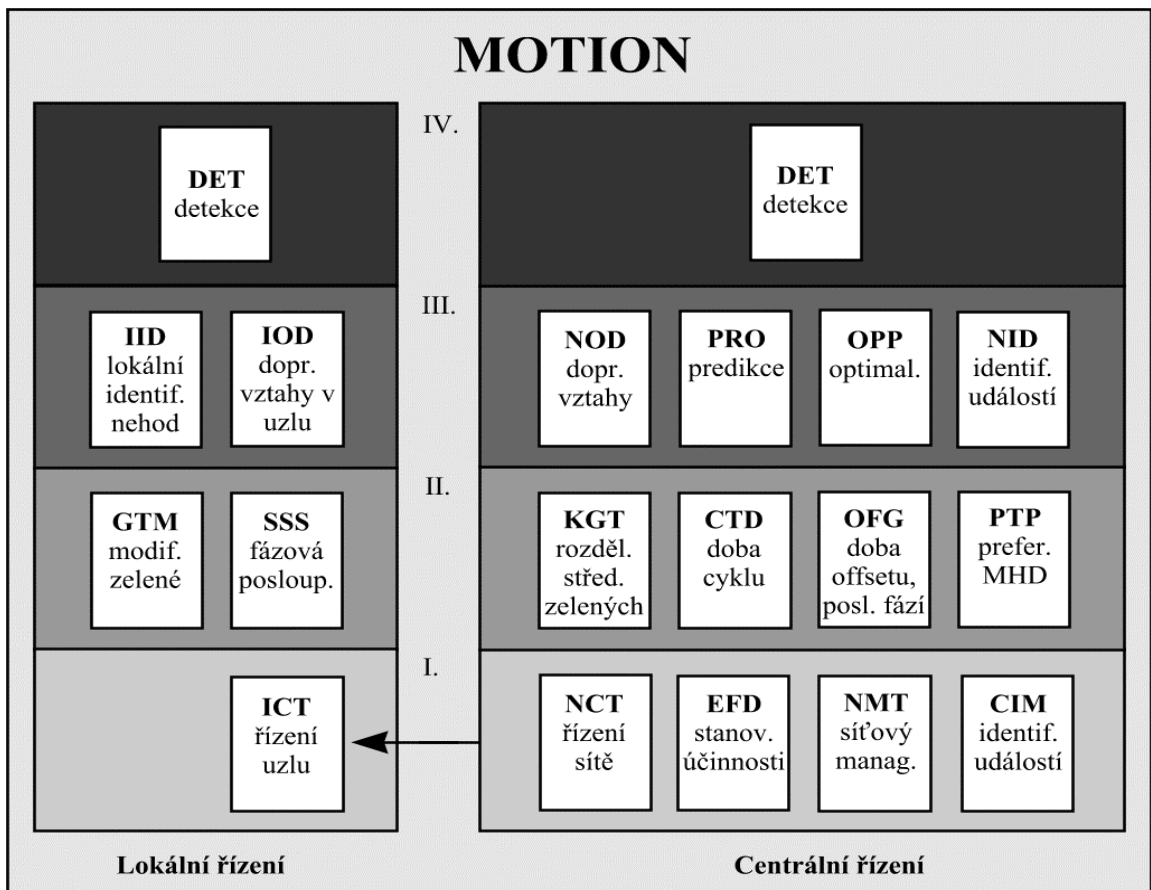 MOTION
IV.
DET
detekce
DET
detekce
III.
IID
lokální
identif.
nehod
IOD
dopr.
vztahy v
uzlu
NOD
dopr.
vztahy
PRO
predikce
OPP
optimal.
NID
identif.
událostí
II.
GTM
modif.
zelené
SSS
fázová
posloup.
KGT
rozděl.
střed.
zelených
CTD
doba
cyklu
OFG
doba
offsetu,
posl. fází
PTP
prefer.
MHD
I.
ICT
řízení
uzlu
NCT
řízení
sítě
EFD
stanov.
účinnosti
NMT
síťový
manag.
CIM
identif.
událostí
Lokální řízení
Centrální řízení